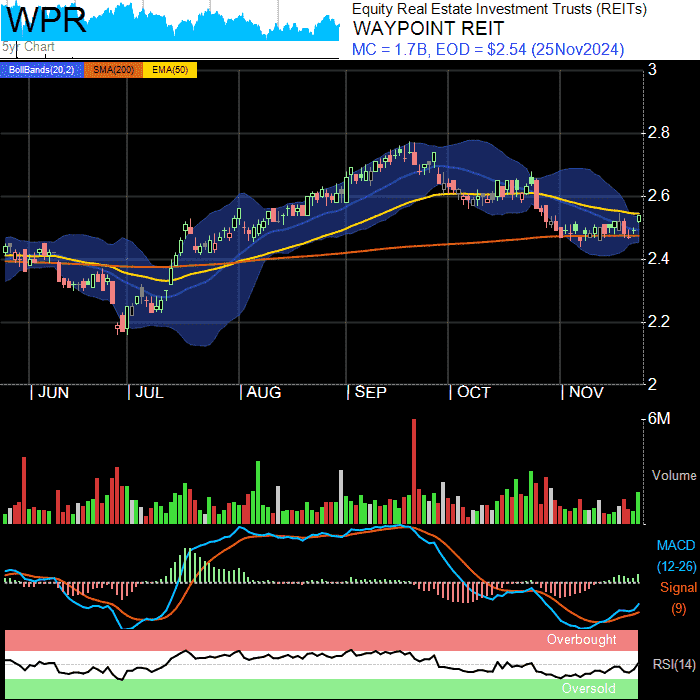 WPR
5yr Chart
Equity Real Estate Investment Trusts (REITs)
WAYPOINT REIT
MC = 1.7B, EOD = $2.54 (25Nov2024)
BollBands(20,2) SMA(200) EMA(50)
3
2.8
2.6
2.4
2.2
2
JUN JUL AUG SEP OCT NOV
6M
Volume
MACD
(12-26)
Signal
(9)
Overbought
RSI(14)
Oversold